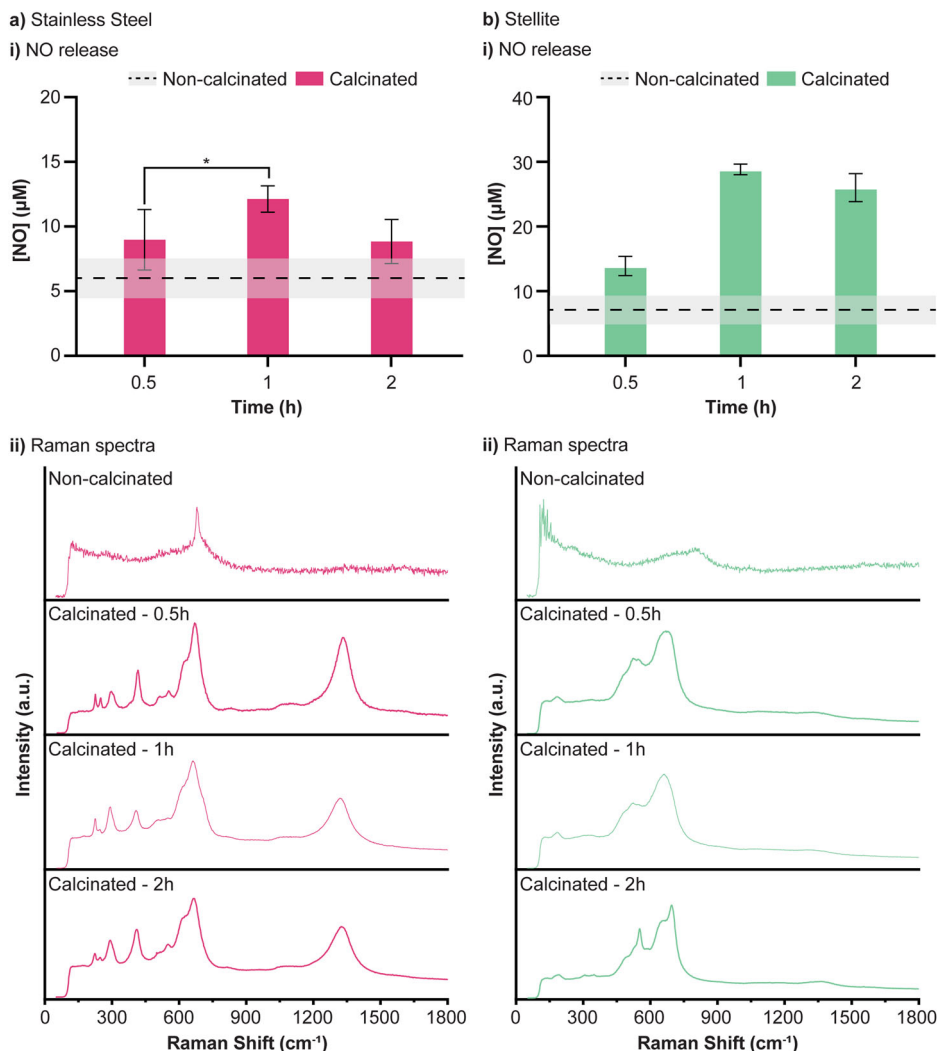 a) Stainless Steel
i) NO release
Non-calcinated Calcinated
20
15
10
5
0
[NO] (µM)
*
0.5 1 2
Time (h)
ii) Raman spectra
Non-calcinated
Calcinated - 0.5h
Calcinated - 1h
Calcinated - 2h
Intensity (a.u.)
0 300 600 900 1200 1500 1800
Raman Shift (cm⁻¹)
b) Stellite
i) NO release
Non-calcinated Calcinated
40
30
20
10
0
[NO] (µM)
0.5 1 2
Time (h)
ii) Raman spectra
Non-calcinated
Calcinated - 0.5h
Calcinated - 1h
Calcinated - 2h
Intensity (a.u.)
0 300 600 900 1200 1500 1800
Raman Shift (cm⁻¹)